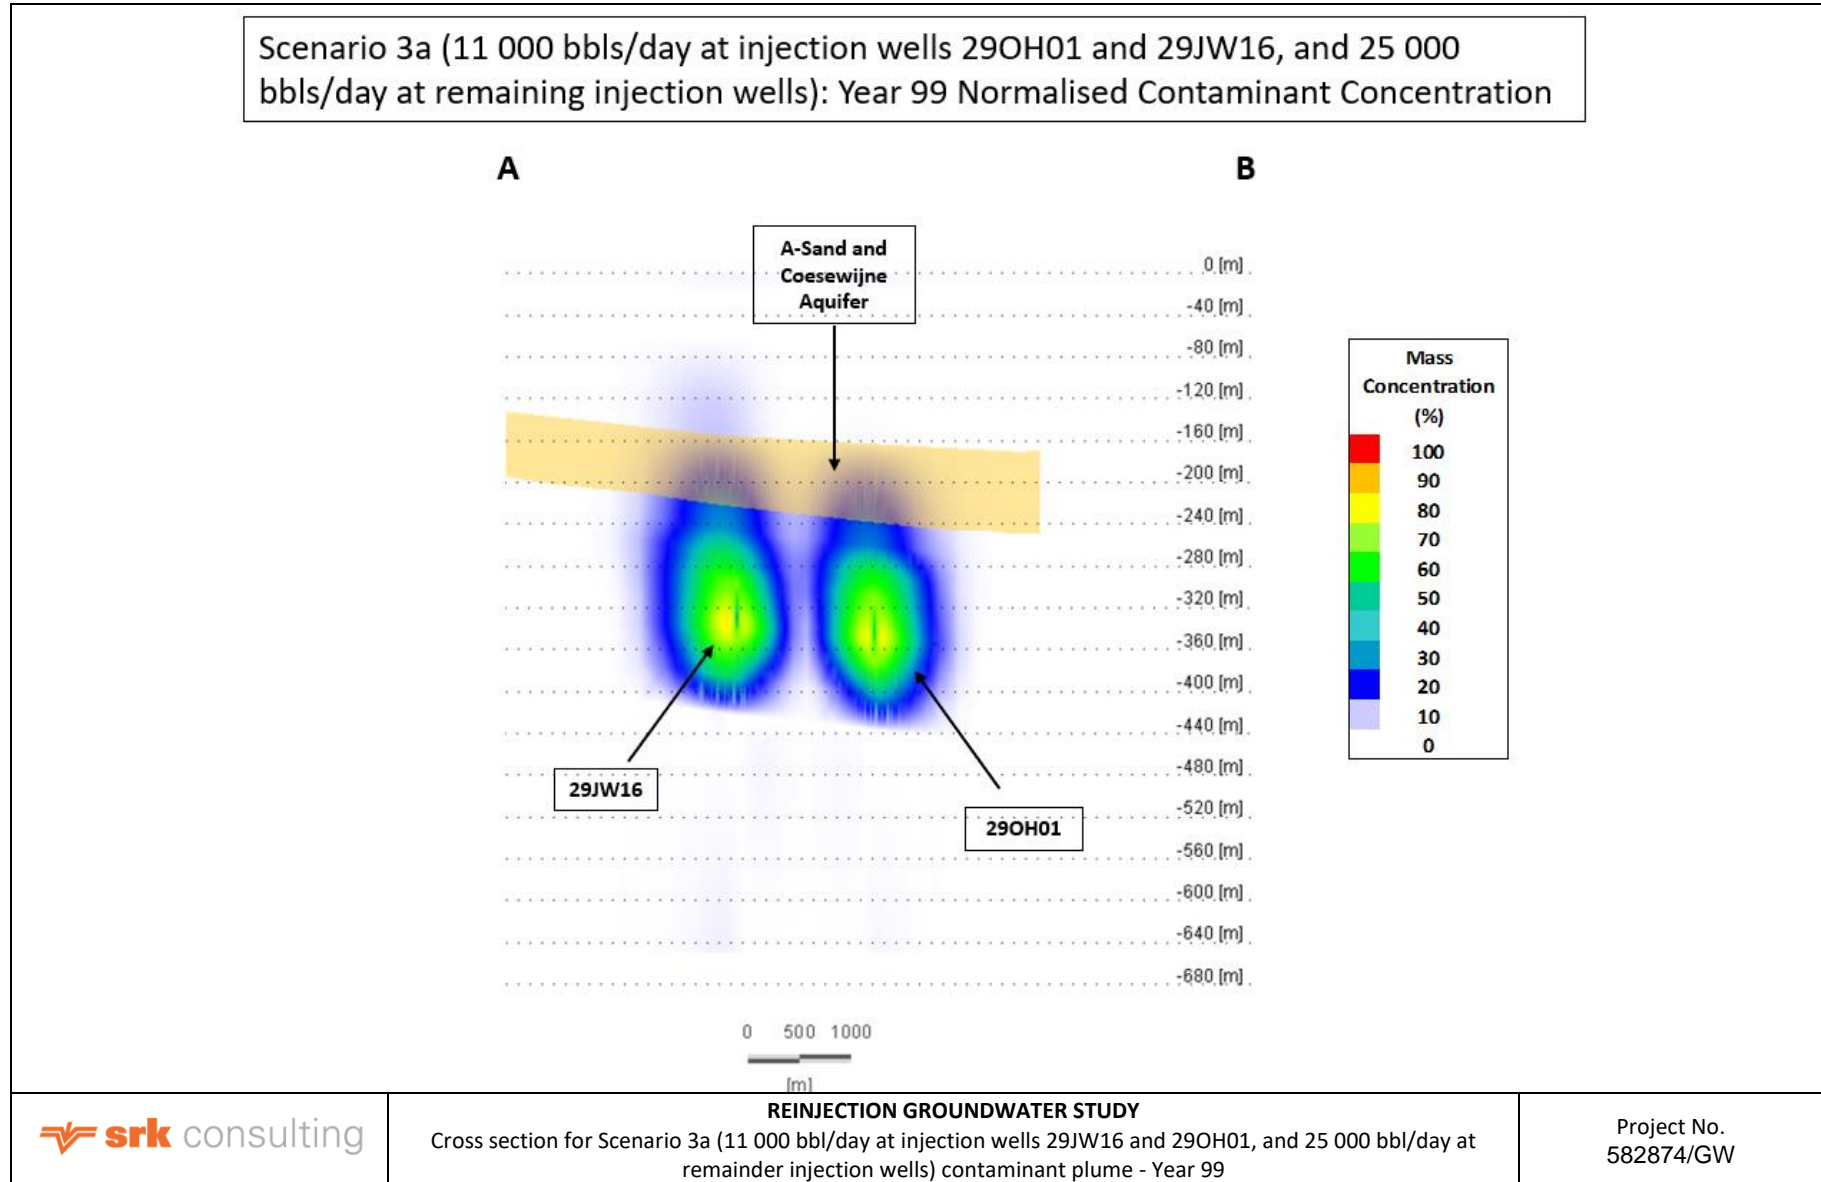 Scenario 3a (11 000 bbls/day at injection wells 29OH01 and 29JW16, and 25 000
bbls/day at remaining injection wells): Year 99 Normalised Contaminant Concentration
A
B
A-Sand and
Coesewijne
Aquifer
0 [m]
-40 [m]
-80 [m]
-120 [m]
-160 [m]
-200 [m]
-240 [m]
-280 [m]
-320 [m]
-360 [m]
-400 [m]
-440 [m]
-480 [m]
-520 [m]
-560 [m]
-600 [m]
-640 [m]
-680 [m]
Mass
Concentration
(%)
100
90
80
70
60
50
40
30
20
10
0
29JW16
29OH01
0 500 1000
[m]
srk consulting
REINJECTION GROUNDWATER STUDY
Cross section for Scenario 3a (11 000 bbl/day at injection wells 29JW16 and 29OH01, and 25 000 bbl/day at
remainder injection wells) contaminant plume - Year 99
Project No.
582874/GW